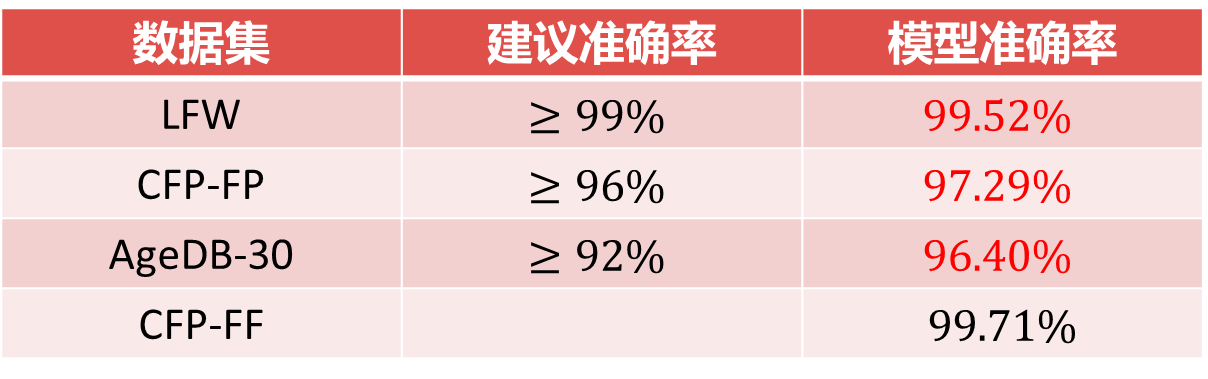 数据集 建议准确率 模型准确率
LFW ≥ 99% 99.52%
CFP-FP ≥ 96% 97.29%
AgeDB-30 ≥ 92% 96.40%
CFP-FF 99.71%